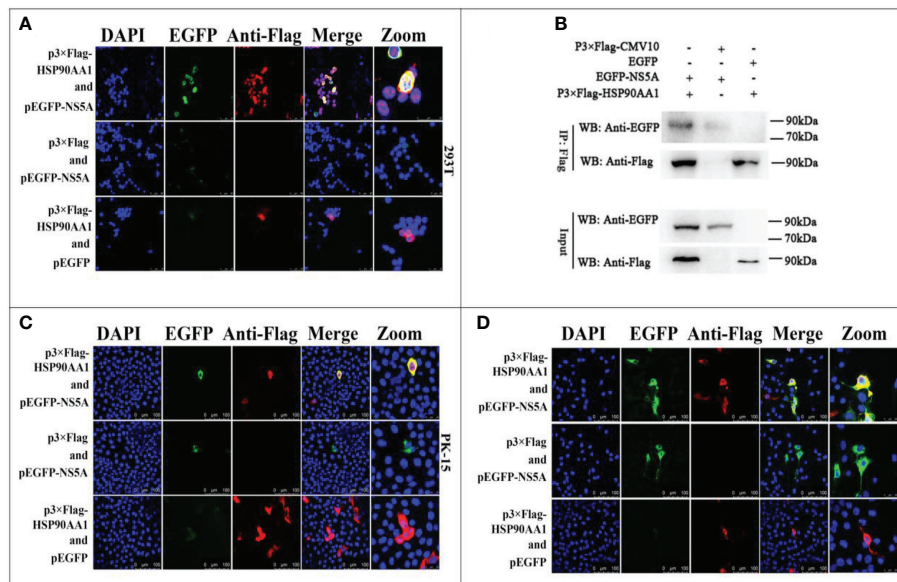 A
DAPI EGFP Anti-Flag Merge Zoom
p3×Flag-
HSP90AA1
and
pEGFP-NS5A
p3×Flag
and
pEGFP-NS5A
p3×Flag-
HSP90AA1
and
pEGFP
293T
B
P3×Flag-CMV10 - + -
EGFP - - +
EGFP-NS5A + + -
P3×Flag-HSP90AA1 + - +
IP: Flag
WB: Anti-EGFP
90kDa
70kDa
WB: Anti-Flag
90kDa
Input
WB: Anti-EGFP
90kDa
70kDa
WB: Anti-Flag
90kDa
C
DAPI EGFP Anti-Flag Merge Zoom
p3×Flag-
HSP90AA1
and
pEGFP-NS5A
p3×Flag
and
pEGFP-NS5A
p3×Flag-
HSP90AA1
and
pEGFP
PK-15
0 µm 100
D
DAPI EGFP Anti-Flag Merge Zoom
p3×Flag-
HSP90AA1
and
pEGFP-NS5A
p3×Flag
and
pEGFP-NS5A
p3×Flag-
HSP90AA1
and
pEGFP